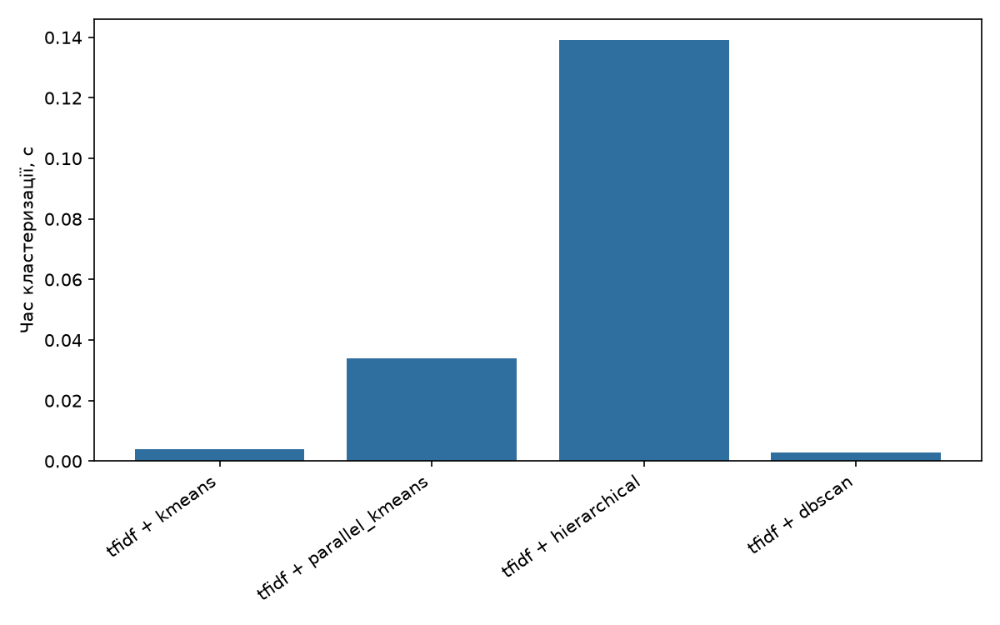 Час кластеризації, с
0.14
0.12
0.10
0.08
0.06
0.04
0.02
0.00
tfidf + kmeans
tfidf + parallel_kmeans
tfidf + hierarchical
tfidf + dbscan